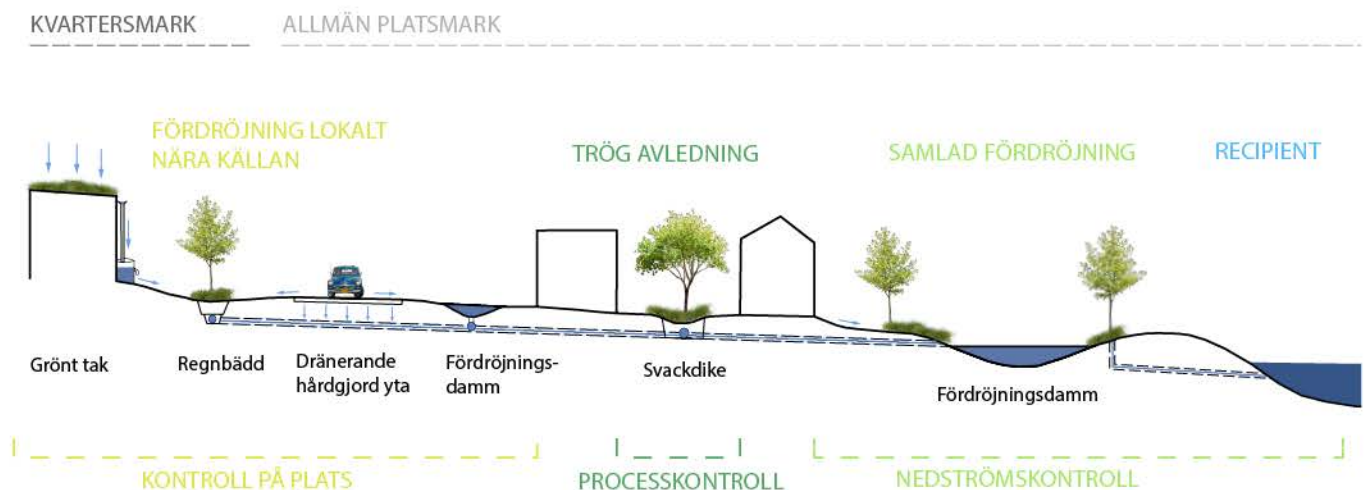 KVARTERSMARK
ALLMÄN PLATSMARK
FÖRDRÖJNING LOKALT
NÄRA KÄLLAN
TRÖG AVLEDNING
SAMLAD FÖRDRÖJNING
RECIPIENT
Grönt tak
Regnbädd
Dränerande
hårdgjord yta
Fördröjnings-
damm
Svackdike
Fördröjningsdamm
KONTROLL PÅ PLATS
PROCESSKONTROLL
NEDSTRÖMSKONTROLL